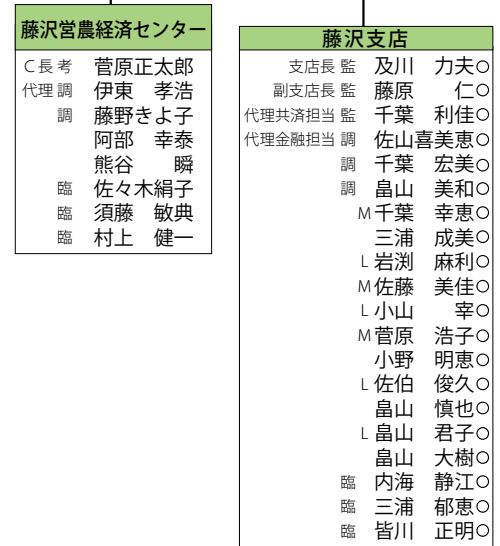 藤沢営農経済センター
C長 考 菅原正太郎
代理 調 伊東 孝浩
調 藤野きよ子
阿部 幸泰
熊谷 瞬
臨 佐々木絹子
臨 須藤 敏典
臨 村上 健一
藤沢支店
支店長 監 及川 力夫○
副支店長 監 藤原 仁○
代理共済担当 監 千葉 利佳○
代理金融担当 調 佐山喜美恵○
調 千葉 宏美○
調 畠山 美和○
M千葉 幸恵○
三浦 成美○
L岩渕 麻利○
M佐藤 美佳○
L小山 宰○
M菅原 浩子○
小野 明恵○
L佐伯 俊久○
畠山 慎也○
L畠山 君子○
畠山 大樹○
臨 内海 静江○
臨 三浦 郁恵○
臨 皆川 正明○